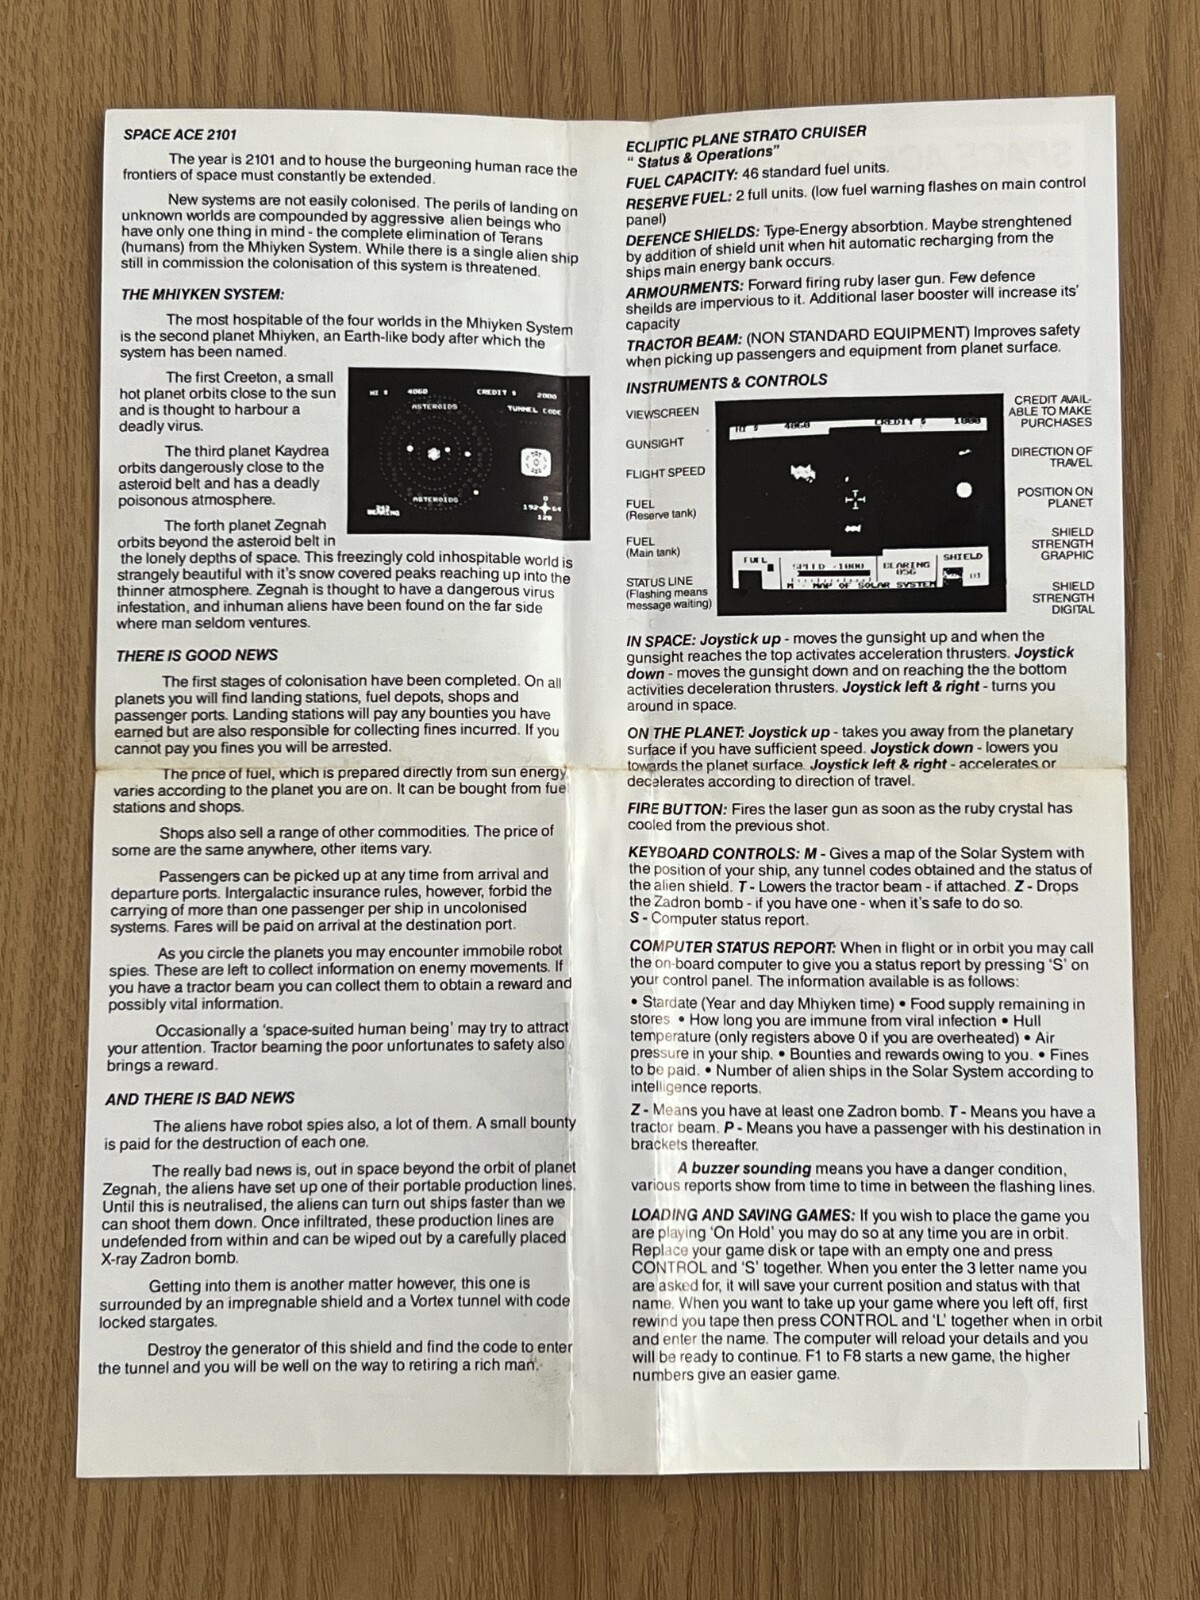 SPACE ACE 2101
The year is 2101 and to house the burgeoning human race the
frontiers of space must constantly be extended.
New systems are not easily colonised. The perils of landing on
unknown worlds are compounded by aggressive alien beings who
have only one thing in mind - the complete elimination of Terans
(humans) from the Mhiyken System. While there is a single alien ship
still in commission the colonisation of this system is threatened.
THE MHIYKEN SYSTEM:
The most hospitable of the four worlds in the Mhiyken System
is the second planet Mhiyken, an Earth-like body after which the
system has been named.
The first Creeton, a small
hot planet orbits close to the sun
and is thought to harbour a
deadly virus.
The third planet Kaydrea
orbits dangerously close to the
asteroid belt and has a deadly
poisonous atmosphere.
The forth planet Zegnah
orbits beyond the asteroid belt in
the lonely depths of space. This freezingly cold inhospitable world is
strangely beautiful with it's snow covered peaks reaching up into the
thinner atmosphere. Zegnah is thought to have a dangerous virus
infestation, and inhuman aliens have been found on the far side
where man seldom ventures.
HI $ 4060 CREDIT $ 2000
ASTEROIDS TUNNEL CODE
ASTEROIDS
BEARING
0
192 64
128
THERE IS GOOD NEWS
The first stages of colonisation have been completed. On all
planets you will find landing stations, fuel depots, shops and
passenger ports. Landing stations will pay any bounties you have
earned but are also responsible for collecting fines incurred. If you
cannot pay you fines you will be arrested.
The price of fuel, which is prepared directly from sun energy
varies according to the planet you are on. It can be bought from fue
stations and shops.
Shops also sell a range of other commodities. The price of
some are the same anywhere, other items vary.
Passengers can be picked up at any time from arrival and
departure ports. Intergalactic insurance rules, however, forbid the
carrying of more than one passenger per ship in uncolonised
systems. Fares will be paid on arrival at the destination port.
As you circle the planets you may encounter immobile robot
spies. These are left to collect information on enemy movements. If
you have a tractor beam you can collect them to obtain a reward and
possibly vital information.
Occasionally a 'space-suited human being' may try to attract
your attention. Tractor beaming the poor unfortunates to safety also
brings a reward.
AND THERE IS BAD NEWS
The aliens have robot spies also, a lot of them. A small bounty
is paid for the destruction of each one.
The really bad news is, out in space beyond the orbit of planet
Zegnah, the aliens have set up one of their portable production lines.
Until this is neutralised, the aliens can turn out ships faster than we
can shoot them down. Once infiltrated, these production lines are
undefended from within and can be wiped out by a carefully placed
X-ray Zadron bomb.
Getting into them is another matter however, this one is
surrounded by an impregnable shield and a Vortex tunnel with code
locked stargates.
Destroy the generator of this shield and find the code to enter
the tunnel and you will be well on the way to retiring a rich man.
ECLIPTIC PLANE STRATO CRUISER
" Status & Operations"
FUEL CAPACITY: 46 standard fuel units.
RESERVE FUEL: 2 full units. (low fuel warning flashes on main control
panel)
DEFENCE SHIELDS: Type-Energy absorbtion. Maybe strenghtened
by addition of shield unit when hit automatic recharging from the
ships main energy bank occurs.
ARMOURMENTS: Forward firing ruby laser gun. Few defence
sheilds are impervious to it. Additional laser booster will increase its'
capacity
TRACTOR BEAM: (NON STANDARD EQUIPMENT) Improves safety
when picking up passengers and equipment from planet surface.
INSTRUMENTS & CONTROLS
VIEWSCREEN
GUNSIGHT
FLIGHT SPEED
FUEL
(Reserve tank)
FUEL
(Main tank)
STATUS LINE
(Flashing means
message waiting)
HI $ 4060 CREDIT $ 1000
FUEL SPEED -1000 BEARING SHIELD
056
M - MAP OF SOLAR SYSTEM
CREDIT AVAIL-
ABLE TO MAKE
PURCHASES
DIRECTION OF
TRAVEL
POSITION ON
PLANET
SHIELD
STRENGTH
GRAPHIC
SHIELD
STRENGTH
DIGITAL
IN SPACE: Joystick up - moves the gunsight up and when the
gunsight reaches the top activates acceleration thrusters. Joystick
down - moves the gunsight down and on reaching the the bottom
activities deceleration thrusters. Joystick left & right - turns you
around in space.
ON THE PLANET: Joystick up - takes you away from the planetary
surface if you have sufficient speed. Joystick down - lowers you
towards the planet surface. Joystick left & right - accelerates or
decelerates according to direction of travel.
FIRE BUTTON: Fires the laser gun as soon as the ruby crystal has
cooled from the previous shot.
KEYBOARD CONTROLS: M - Gives a map of the Solar System with
the position of your ship, any tunnel codes obtained and the status of
the alien shield. T - Lowers the tractor beam - if attached. Z - Drops
the Zadron bomb - if you have one - when it's safe to do so.
S - Computer status report.
COMPUTER STATUS REPORT: When in flight or in orbit you may call
the on-board computer to give you a status report by pressing 'S' on
your control panel. The information available is as follows:
• Stardate (Year and day Mhiyken time) • Food supply remaining in
stores • How long you are immune from viral infection • Hull
temperature (only registers above 0 if you are overheated) • Air
pressure in your ship. • Bounties and rewards owing to you. • Fines
to be paid. • Number of alien ships in the Solar System according to
intelligence reports.
Z - Means you have at least one Zadron bomb. T - Means you have a
tractor beam. P - Means you have a passenger with his destination in
brackets thereafter.
A buzzer sounding means you have a danger condition,
various reports show from time to time in between the flashing lines.
LOADING AND SAVING GAMES: If you wish to place the game you
are playing 'On Hold' you may do so at any time you are in orbit.
Replace your game disk or tape with an empty one and press
CONTROL and 'S' together. When you enter the 3 letter name you
are asked for, it will save your current position and status with that
name. When you want to take up your game where you left off, first
rewind you tape then press CONTROL and 'L' together when in orbit
and enter the name. The computer will reload your details and you
will be ready to continue. F1 to F8 starts a new game, the higher
numbers give an easier game.